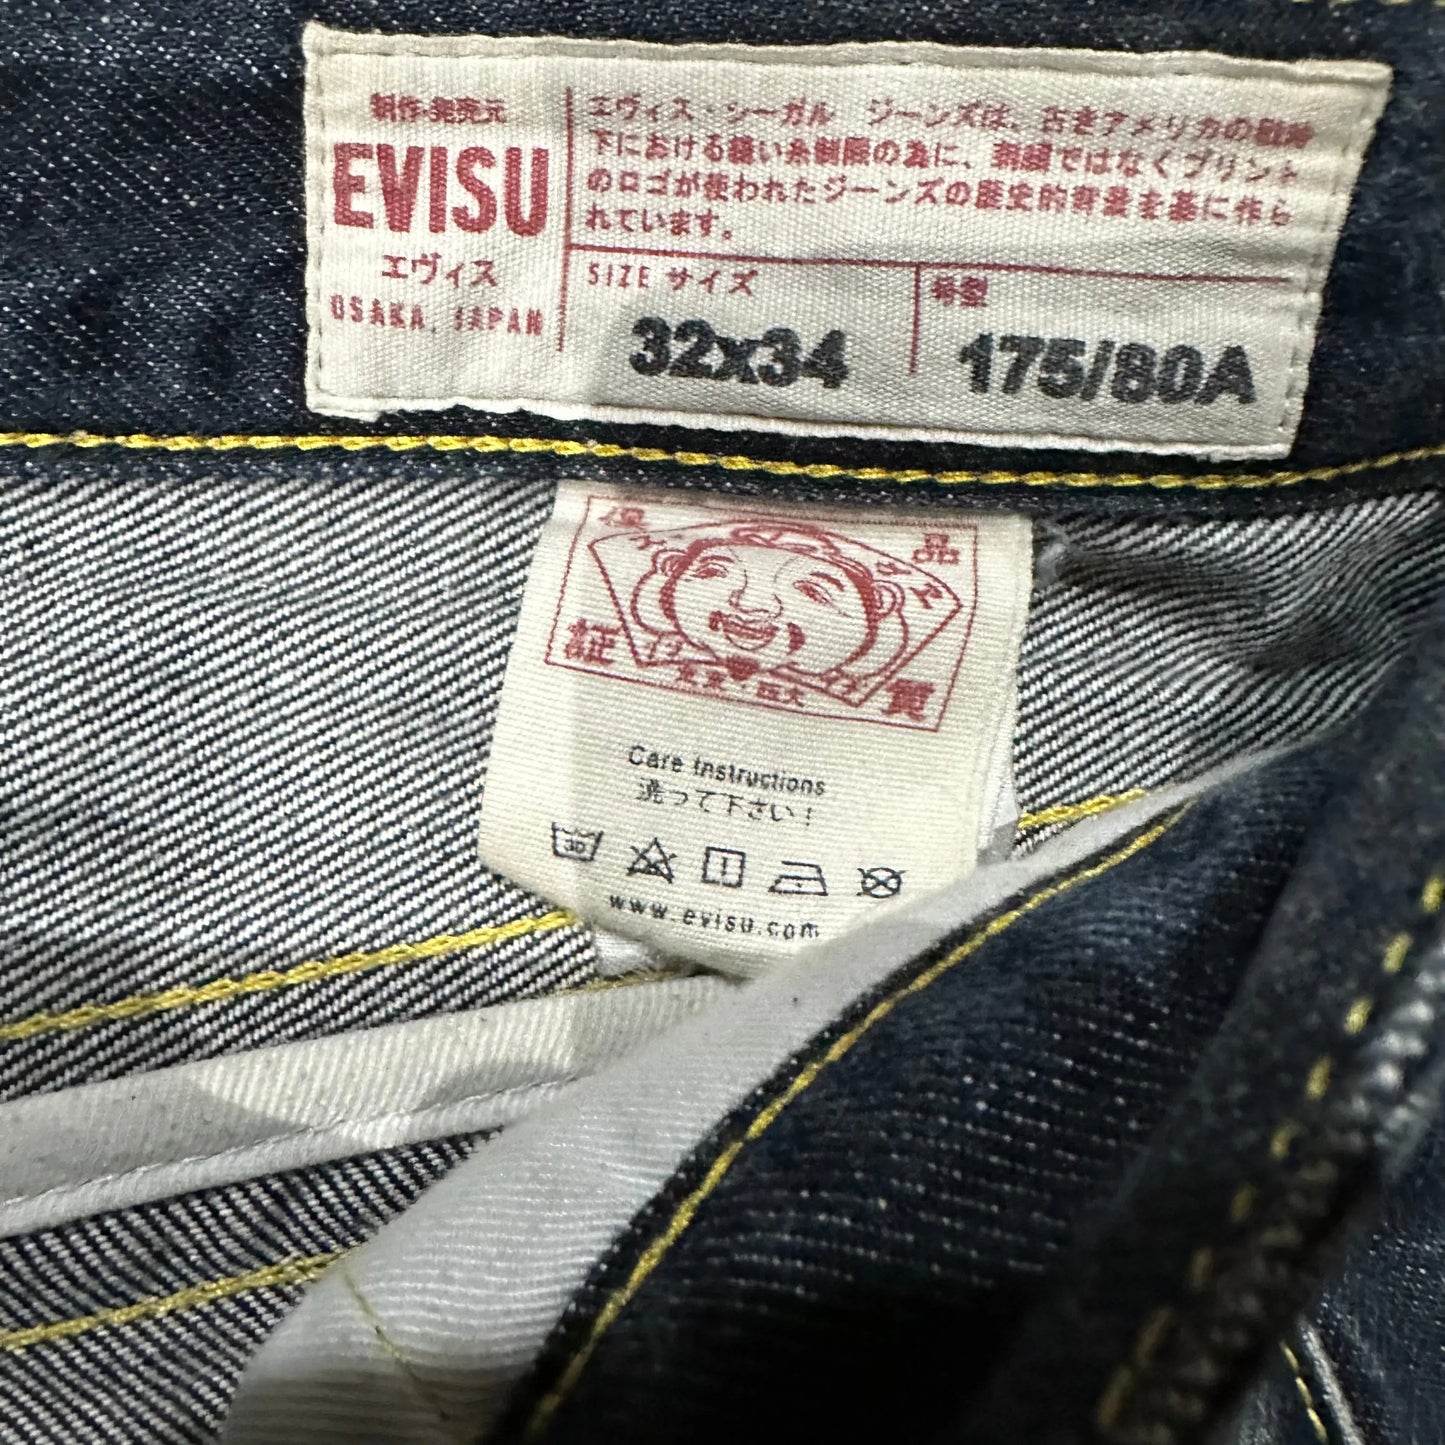 制作・発売元
EVISU
エヴィス
OSAKA, JAPAN
エヴィス・シーガル ジーンズは、古きアメリカの戦時
下における縫い糸制限の為に、刺繍ではなくプリント
のロゴが使われたジーンズの歴史的背景を基に作ら
れています。
SIZE サイズ
32x34
号型
175/80A
優
品
証
質
Care Instructions
洗って下さい!
30
www.evisu.com